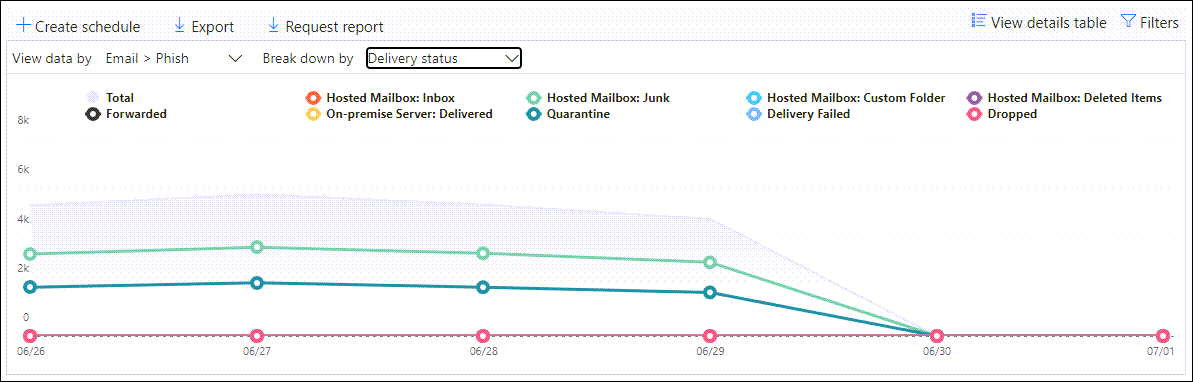 Create schedule Export Request report View details table Filters
View data by Email > Phish Break down by Delivery status
Total Hosted Mailbox: Inbox Hosted Mailbox: Junk Hosted Mailbox: Custom Folder Hosted Mailbox: Deleted Items
Forwarded On-premise Server: Delivered Quarantine Delivery Failed Dropped
8k
6k
4k
2k
0
06/26 06/27 06/28 06/29 06/30 07/01